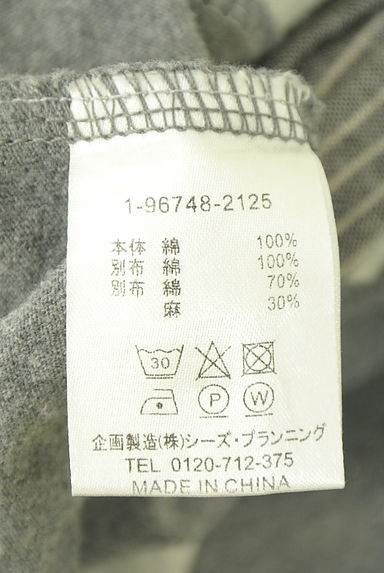 1-96748-2125
本体 綿 100%
別布 綿 100%
別布 綿 70%
麻 30%
30
P W
企画製造(株)シーズ・プランニング
TEL 0120-712-375
MADE IN CHINA